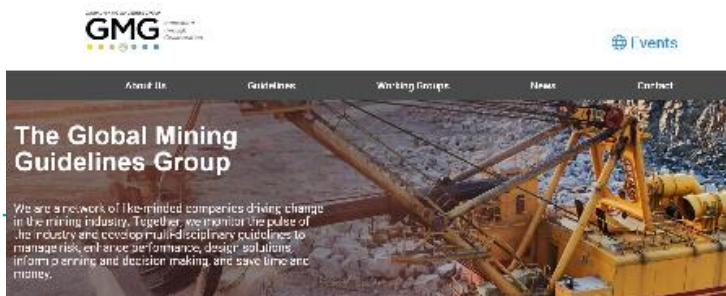 GMG
Events
About Us
Guidelines
Working Groups
News
Contact
The Global Mining
Guidelines Group
We are a network of like-minded companies driving change
in the mining industry. Together, we monitor the pulse of
the industry and develop multi-disciplinary guidelines to
manage risk, enhance performance, design solutions,
inform planning and decision making, and save time and
money.